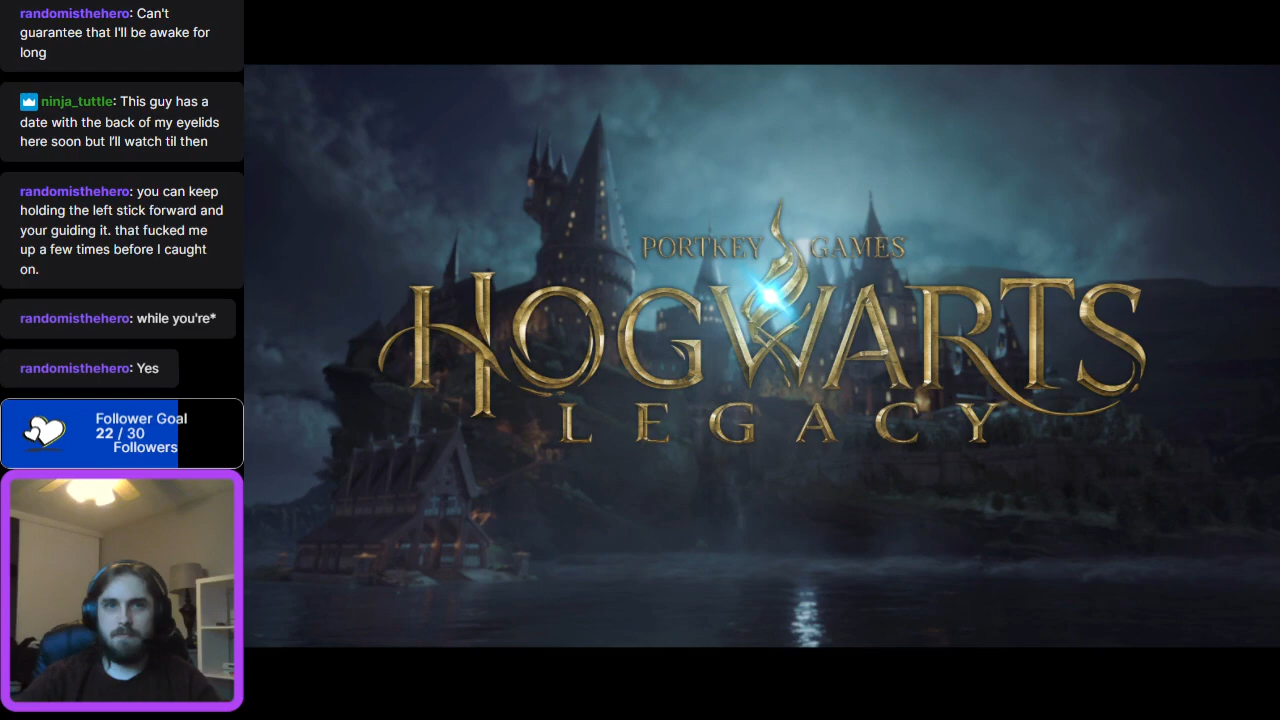 randomisthehero: Can't
guarantee that I'll be awake for
long
ninja_tuttle: This guy has a
date with the back of my eyelids
here soon but I'll watch til then
randomisthehero: you can keep
holding the left stick forward and
your guiding it. that fucked me
up a few times before I caught
on.
randomisthehero: while you're*
randomisthehero: Yes
Follower Goal
22 / 30
Followers
PORTKEY GAMES
HOGWARTS
LEGACY